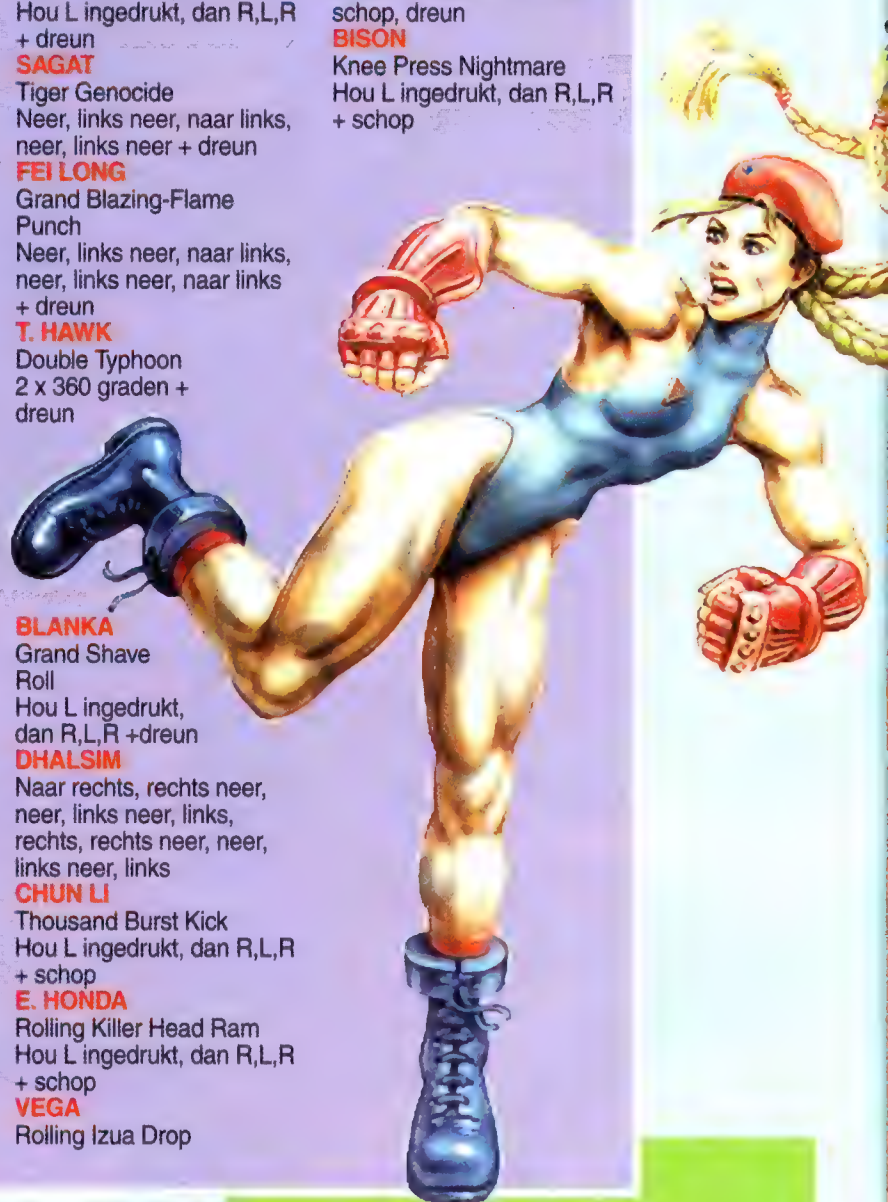 Hou L ingedrukt, dan R,L,R
+ dreun
SAGAT
Tiger Genocide
Neer, links neer, naar links,
neer, links neer + dreun
FEI LONG
Grand Blazing-Flame
Punch
Neer, links neer, naar links,
neer, links neer, naar links
+ dreun
T. HAWK
Double Typhoon
2 x 360 graden +
dreun
BLANKA
Grand Shave
Roll
Hou L ingedrukt,
dan R,L,R +dreun
DHALSIM
Naar rechts, rechts neer,
neer, links neer, links,
rechts, rechts neer, neer,
links neer, links
CHUN LI
Thousand Burst Kick
Hou L ingedrukt, dan R,L,R
+ schop
E. HONDA
Rolling Killer Head Ram
Hou L ingedrukt, dan R,L,R
+ schop
VEGA
Rolling Izua Drop
schop, dreun
BISON
Knee Press Nightmare
Hou L ingedrukt, dan R,L,R
+ schop